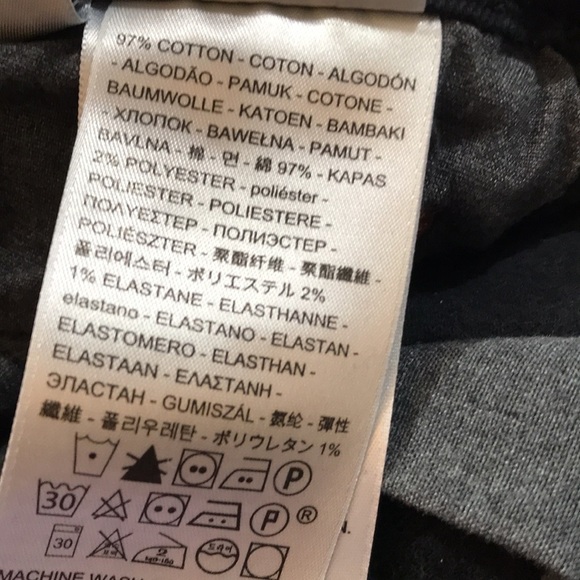 97% COTTON - COTON - ALGODÓN
- ALGODÃO - PAMUK - COTONE -
BAUMWOLLE - KATOEN - BAMBAKI
- ХЛОПОК - BAWEŁNA - PAMUT -
BAVLNA - 棉 - 면 - 綿 97% - KAPAS
2% POLYESTER - poliéster -
POLIESTER - POLIESTERE -
ΠΟΛΥΕΣΤΕΡ - ПОЛИЭСТЕР -
POLIÉSZTER - 聚酯纤维 - 聚酯纖維 -
폴리에스터 - ポリエステル 2%
1% ELASTANE - ELASTHANNE -
elastano - ELASTANO - ELASTAN -
ELASTOMERO - ELASTHAN -
ELASTAAN - ΕΛΑΣΤΑΝΗ -
ЭЛАСТАН - GUMISZÁL - 氨纶 - 彈性
纖維 - 폴리우레탄 - ポリウレタン 1%
P
30 P ® N.
30 드라이
MACHINE WASH